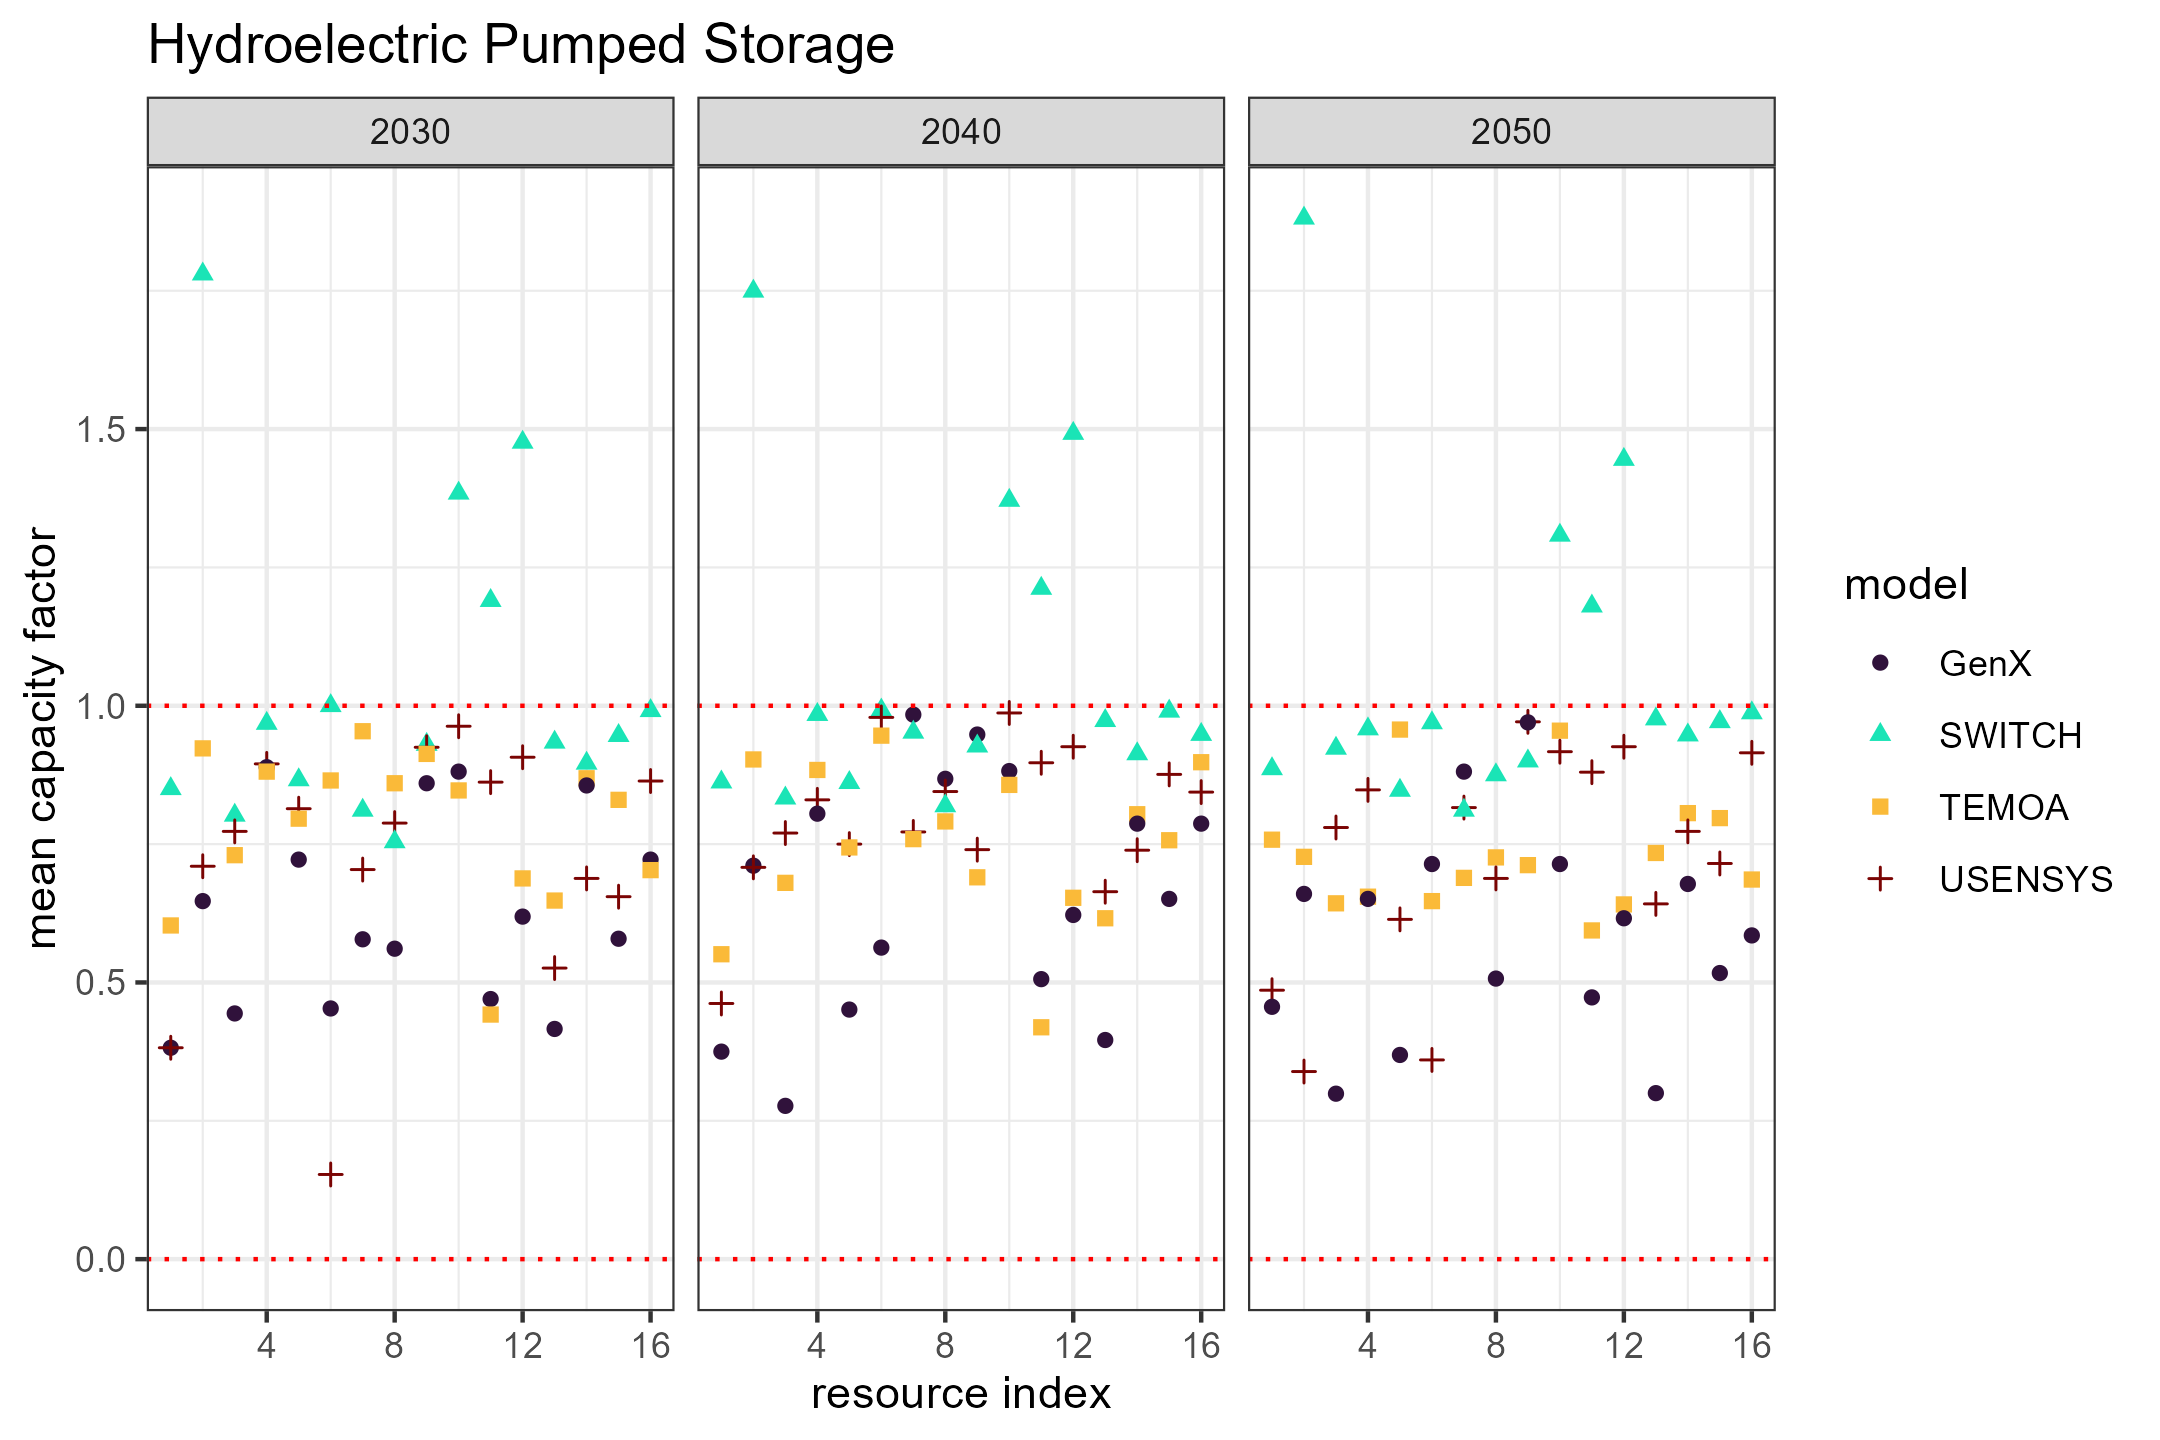 Hydroelectric Pumped Storage
2030
2040
2050
mean capacity factor
1.5
1.0
0.5
0.0
4 8 12 16
4 8 12 16
4 8 12 16
resource index
model
GenX
SWITCH
TEMOA
USENSYS